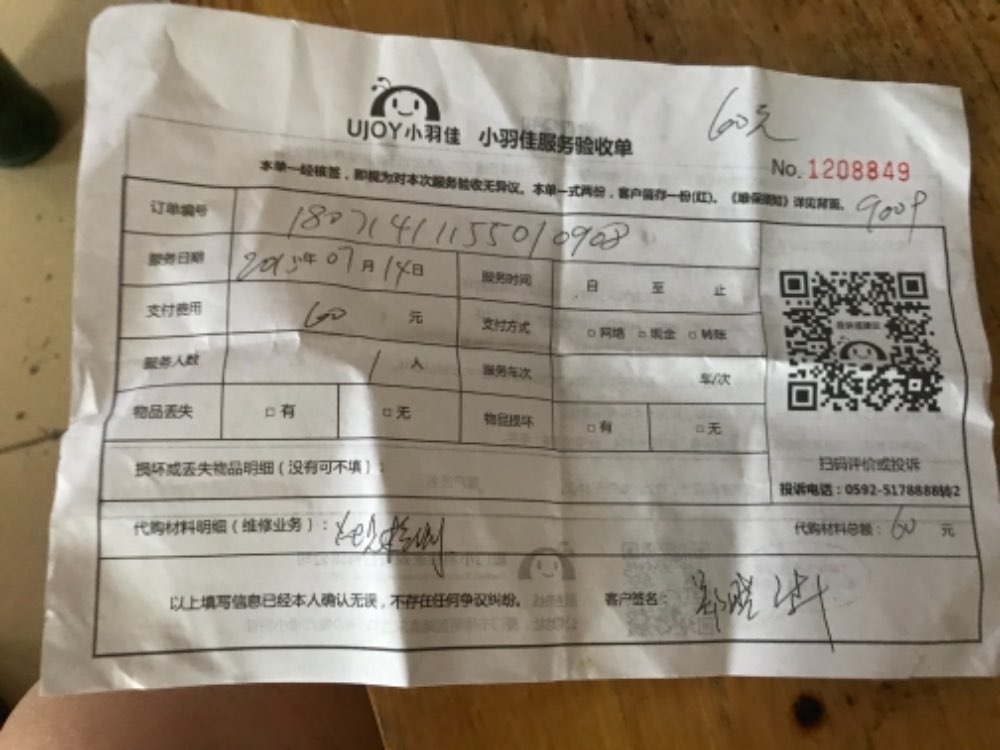 60元
UJOY小羽佳 小羽佳服务验收单
No. 1208849
本单一经核签，即视为对本次服务验收无异议。本单一式两份，客户留存一份(红)。《维保须知》详见背面。
订单编号 18071411155010908
服务日期 2015年07月14日 服务时间 自 至 止
支付费用 60 元 支付方式 □网络 □现金 □转账
服务人数 1 人 服务车次 车/次
物品丢失 □有 □无 物品损坏 □有 □无
扫码评价或投诉
投诉电话：0592-5178888转2
损坏或丢失物品明细（没有可不填）：
代购材料明细（维修业务）： 检测 代购材料总额：60 元
以上填写信息已经本人确认无误，不存在任何争议纠纷。 客户签名：